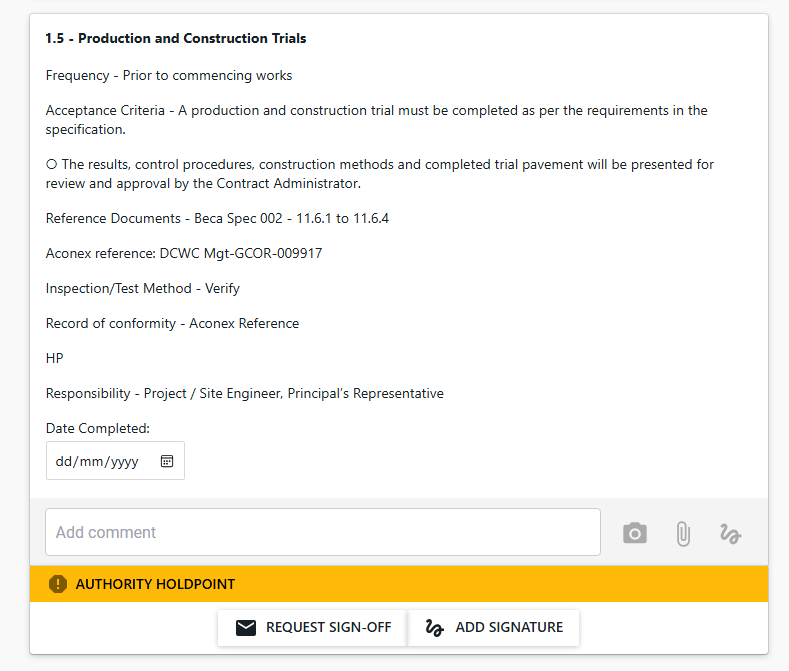 1.5 - Production and Construction Trials
Frequency - Prior to commencing works
Acceptance Criteria - A production and construction trial must be completed as per the requirements in the
specification.
O The results, control procedures, construction methods and completed trial pavement will be presented for
review and approval by the Contract Administrator.
Reference Documents - Beca Spec 002 - 11.6.1 to 11.6.4
Aconex reference: DCWC Mgt-GCOR-009917
Inspection/Test Method - Verify
Record of conformity - Aconex Reference
HP
Responsibility - Project / Site Engineer, Principal's Representative
Date Completed:
dd/mm/yyyy
Add comment
AUTHORITY HOLDPOINT
REQUEST SIGN-OFF
ADD SIGNATURE